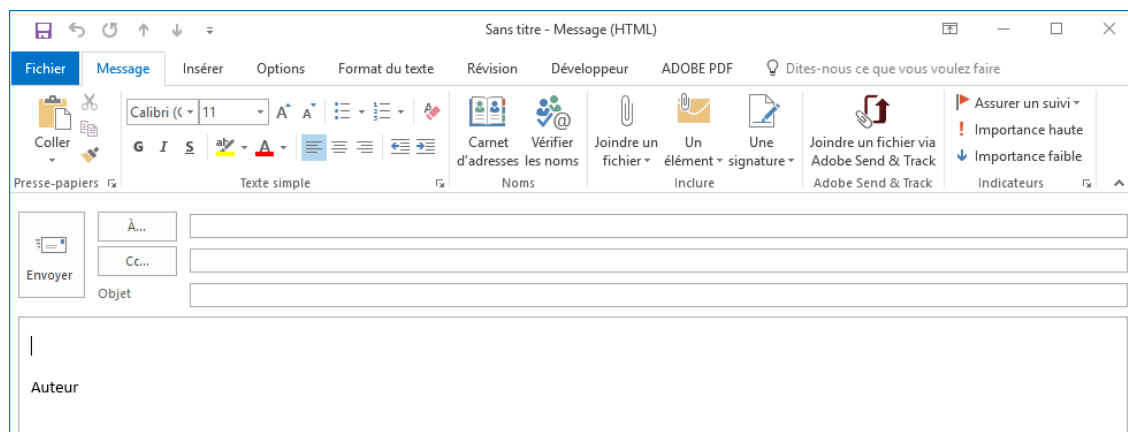 Sans titre - Message (HTML)
Fichier Message Insérer Options Format du texte Révision Développeur ADOBE PDF Dites-nous ce que vous voulez faire
Calibri (C 11 A A Assurer un suivi
Importance haute
Coller G I S ab A Carnet Vérifier Joindre un Un Une Joindre un fichier via
d'adresses les noms fichier élément signature Adobe Send & Track Importance faible
Presse-papiers Texte simple Noms Inclure Adobe Send & Track Indicateurs
À...
Cc...
Envoyer
Objet
Auteur